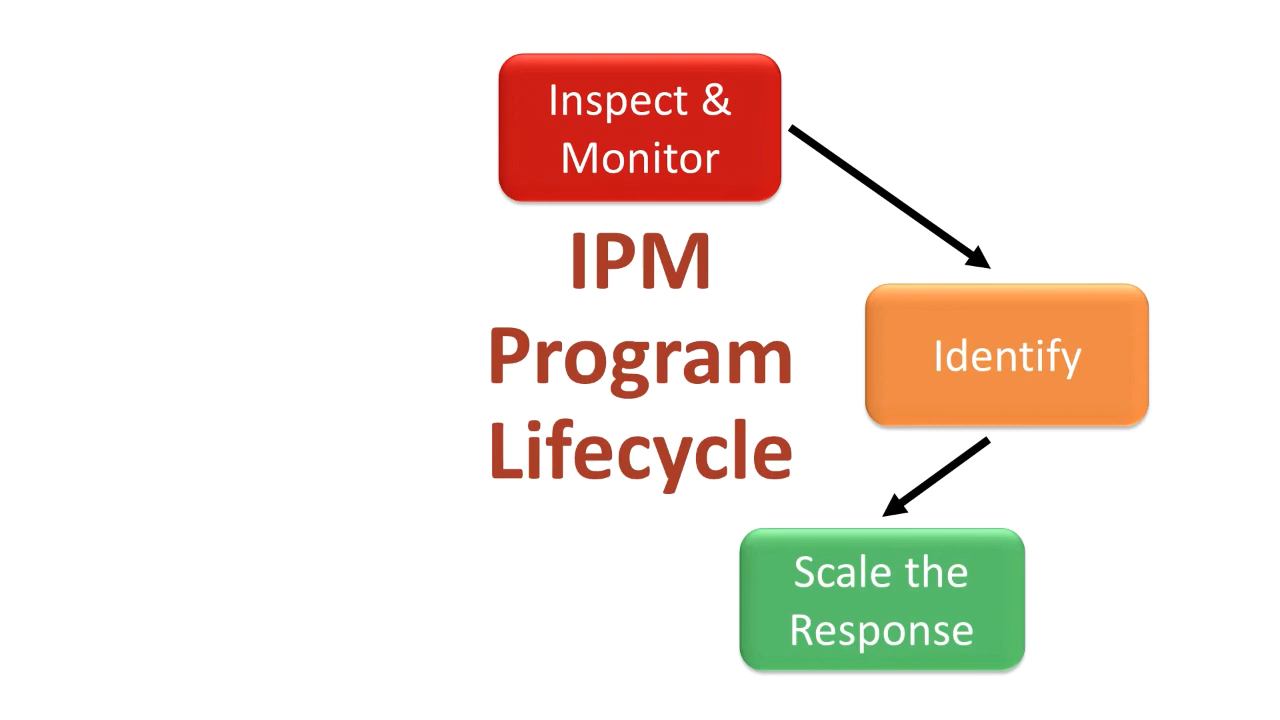 Inspect &
Monitor
IPM
Program
Lifecycle
Identify
Scale the
Response